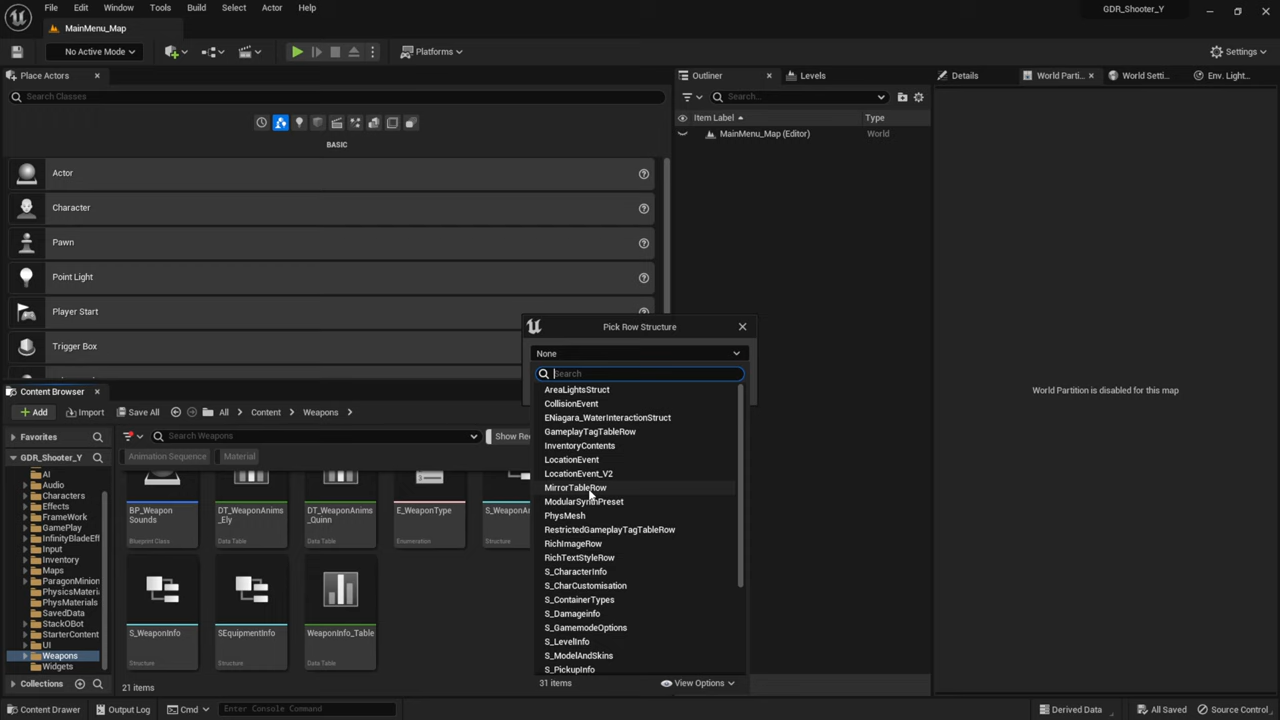 File Edit Window Tools Build Select Actor Help
GDR_Shooter_Y
MainMenu_Map
No Active Mode
Platforms
Settings
Place Actors
Outliner
Levels
Details
World Parti...
World Setti...
Env. Light...
Search Classes
Search...
Item Label
Type
MainMenu_Map (Editor)
World
BASIC
Actor
Character
Pawn
Point Light
Player Start
Trigger Box
World Partition is disabled for this map
Pick Row Structure
None
Search
AreaLightsStruct
CollisionEvent
ENiagara_WaterInteractionStruct
GameplayTagTableRow
InventoryContents
LocationEvent
LocationEvent_V2
MirrorTableRow
ModularSynthPreset
PhysMesh
RestrictedGameplayTagTableRow
RichImageRow
RichTextStyleRow
S_CharacterInfo
S_CharCustomisation
S_ContainerTypes
S_Damageinfo
S_GamemodeOptions
S_LevelInfo
S_ModelAndSkins
S_PickupInfo
31 items
View Options
Content Browser
Add
Import
Save All
All
Content
Weapons
Favorites
Search Weapons
Show Re
GDR_Shooter_Y
Animation Sequence
Material
AI
Audio
Characters
Effects
FrameWork
GamePlay
InfinityBladeEff
Input
Inventory
Maps
ParagonMinion
PhysicsMateri
PhysMaterials
SavedData
StackOBot
StarterContent
UI
Weapons
Widgets
Collections
BP_Weapon
Sounds
Blueprint Class
DT_WeaponAnims
_Ely
Data Table
DT_WeaponAnims
_Quinn
Data Table
E_WeaponType
Enumeration
S_WeaponAn
Structure
S_WeaponInfo
Structure
SEquipmentInfo
Structure
WeaponInfo_Table
Data Table
21 items
Content Drawer
Output Log
Cmd
Enter Console Command
Derived Data
All Saved
Source Control